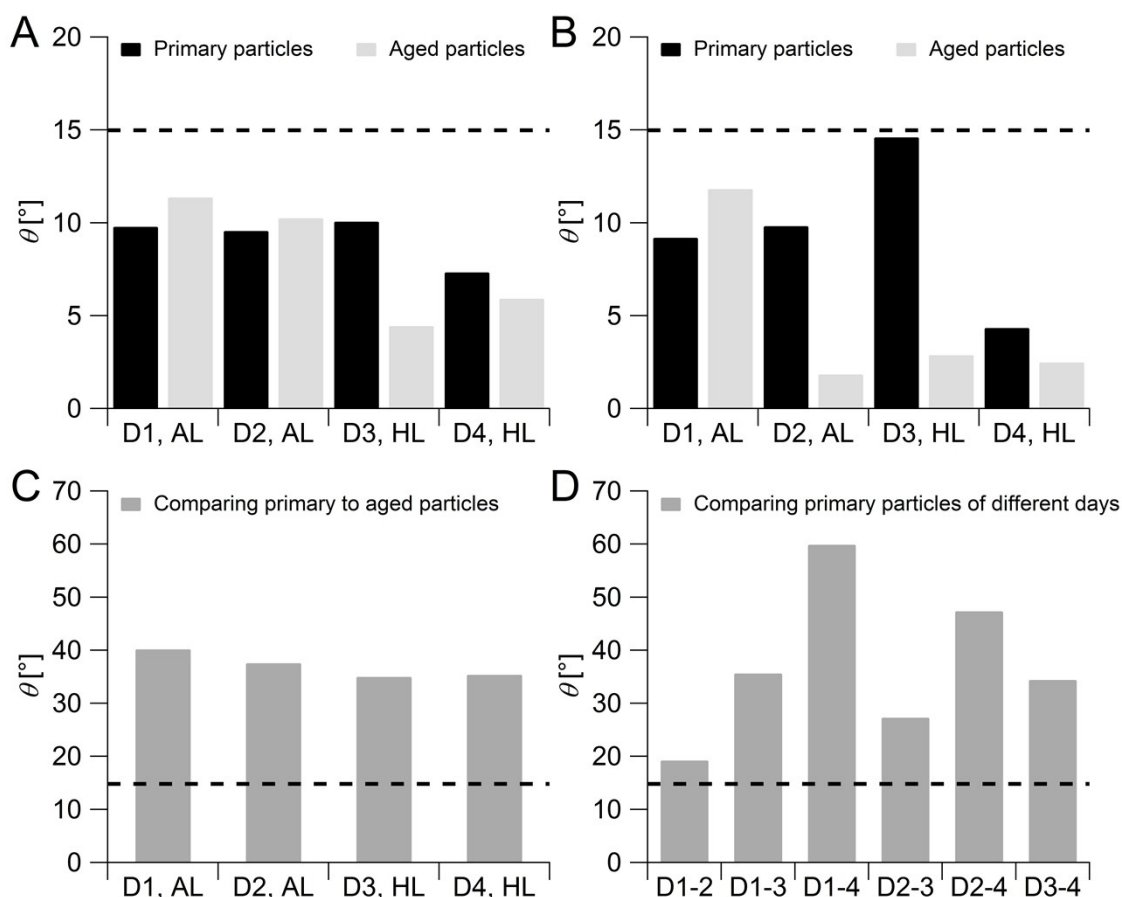 A
20
Primary particles Aged particles
15
10
5
0
θ [°]
D1, AL D2, AL D3, HL D4, HL
B
20
Primary particles Aged particles
15
10
5
0
θ [°]
D1, AL D2, AL D3, HL D4, HL
C
70
Comparing primary to aged particles
60
50
40
30
20
10
0
θ [°]
D1, AL D2, AL D3, HL D4, HL
D
70
Comparing primary particles of different days
60
50
40
30
20
10
0
θ [°]
D1-2 D1-3 D1-4 D2-3 D2-4 D3-4